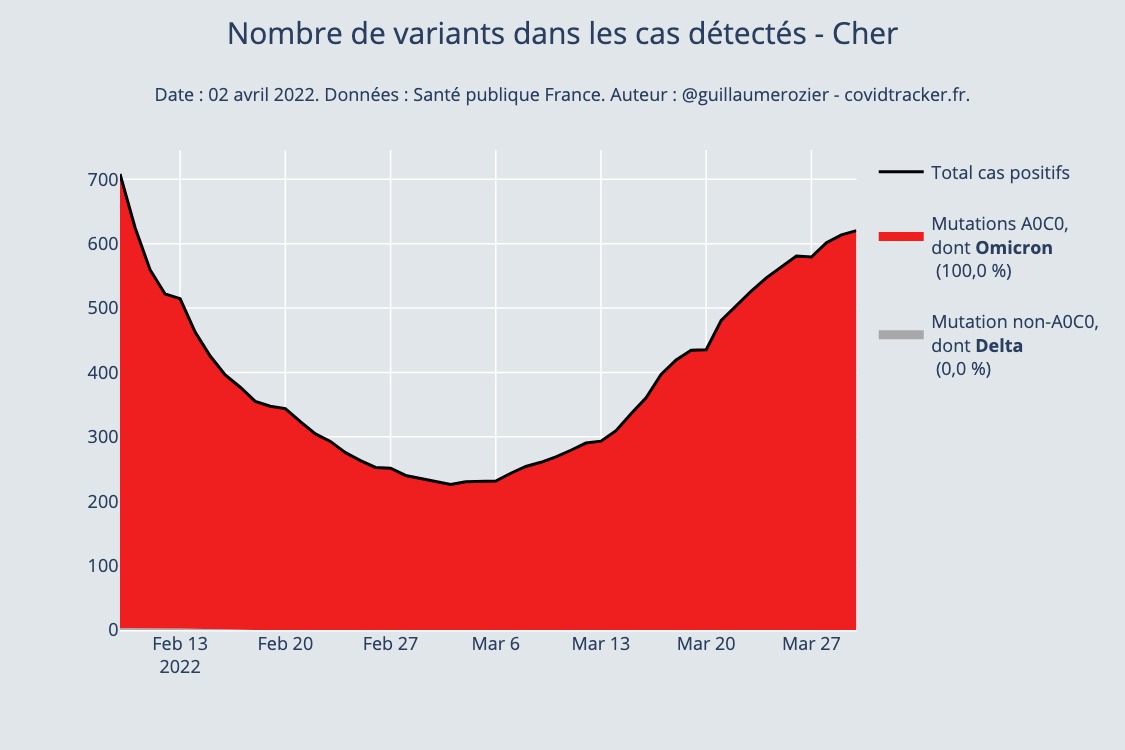 Nombre de variants dans les cas détectés - Cher
Date : 02 avril 2022. Données : Santé publique France. Auteur : @guillaumerozier - covidtracker.fr.
700
600
500
400
300
200
100
0
Feb 13
2022
Feb 20
Feb 27
Mar 6
Mar 13
Mar 20
Mar 27
Total cas positifs
Mutations A0C0,
dont Omicron
(100,0 %)
Mutation non-A0C0,
dont Delta
(0,0 %)